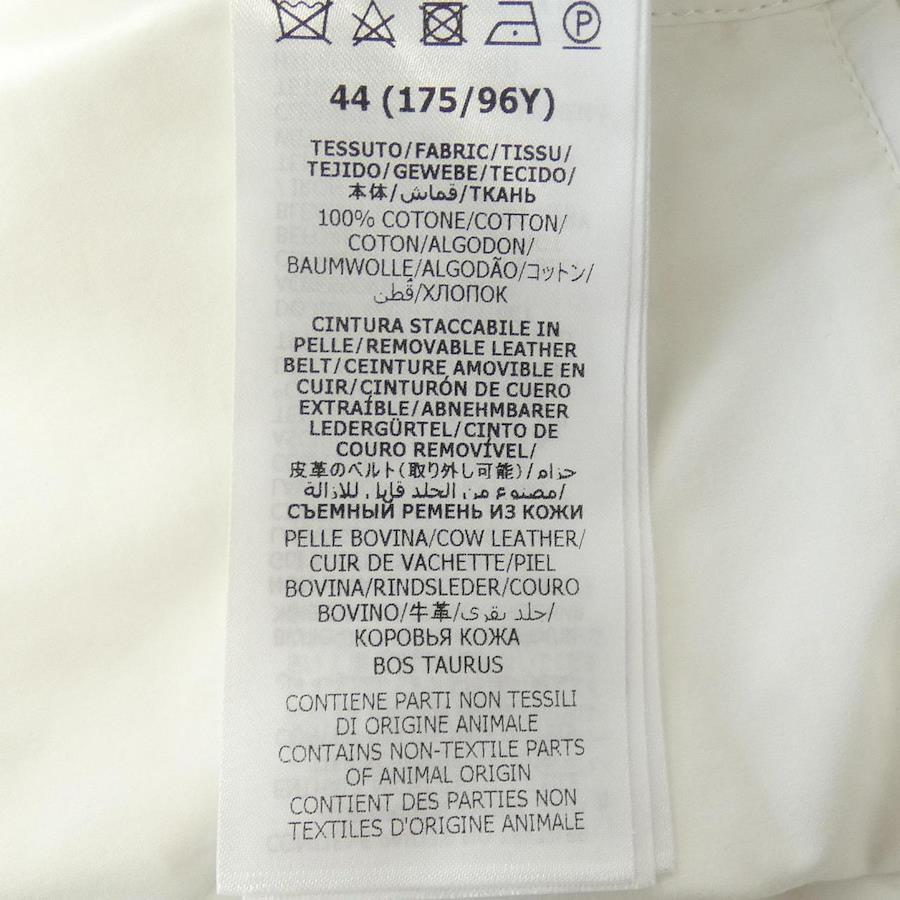 P
44 (175/96Y)
TESSUTO/FABRIC/TISSU/
TEJIDO/GEWEBE/TECIDO/
本体/قماش/ТКАНЬ
100% COTONE/COTTON/
COTON/ALGODON/
BAUMWOLLE/ALGODÃO/コットン/
قطن/ХЛОПОК
CINTURA STACCABILE IN
PELLE/REMOVABLE LEATHER
BELT/CEINTURE AMOVIBLE EN
CUIR/CINTURÓN DE CUERO
EXTRAÍBLE/ABNEHMBARER
LEDERGÜRTEL/CINTO DE
COURO REMOVÍVEL/
皮革のベルト(取り外し可能)/حزام
مصنوع من الجلد قابل للازالة/
СЪЕМНЫЙ РЕМЕНЬ ИЗ КОЖИ
PELLE BOVINA/COW LEATHER/
CUIR DE VACHETTE/PIEL
BOVINA/RINDSLEDER/COURO
BOVINO/牛革/جلد بقري/
КОРОВЬЯ КОЖА
BOS TAURUS
CONTIENE PARTI NON TESSILI
DI ORIGINE ANIMALE
CONTAINS NON-TEXTILE PARTS
OF ANIMAL ORIGIN
CONTIENT DES PARTIES NON
TEXTILES D'ORIGINE ANIMALE